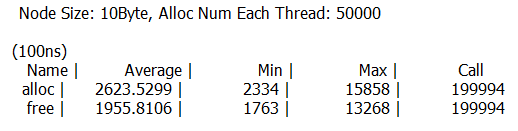 Node Size: 10Byte, Alloc Num Each Thread: 50000
(100ns)
Name | Average | Min | Max | Call
alloc | 2623.5299 | 2334 | 15858 | 199994
free | 1955.8106 | 1763 | 13268 | 199994